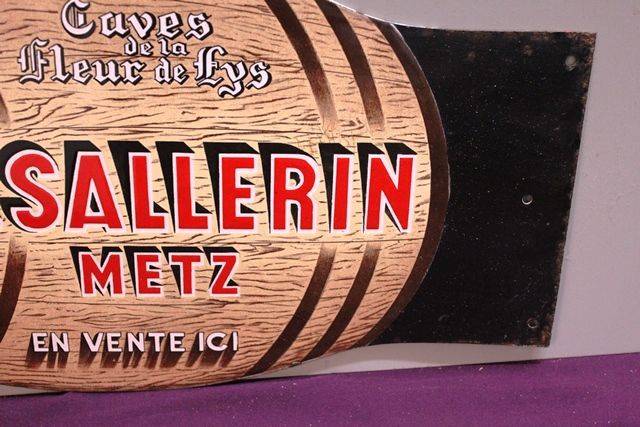 Caves
de la
Fleur de Lys
SALLERIN
METZ
EN VENTE ICI